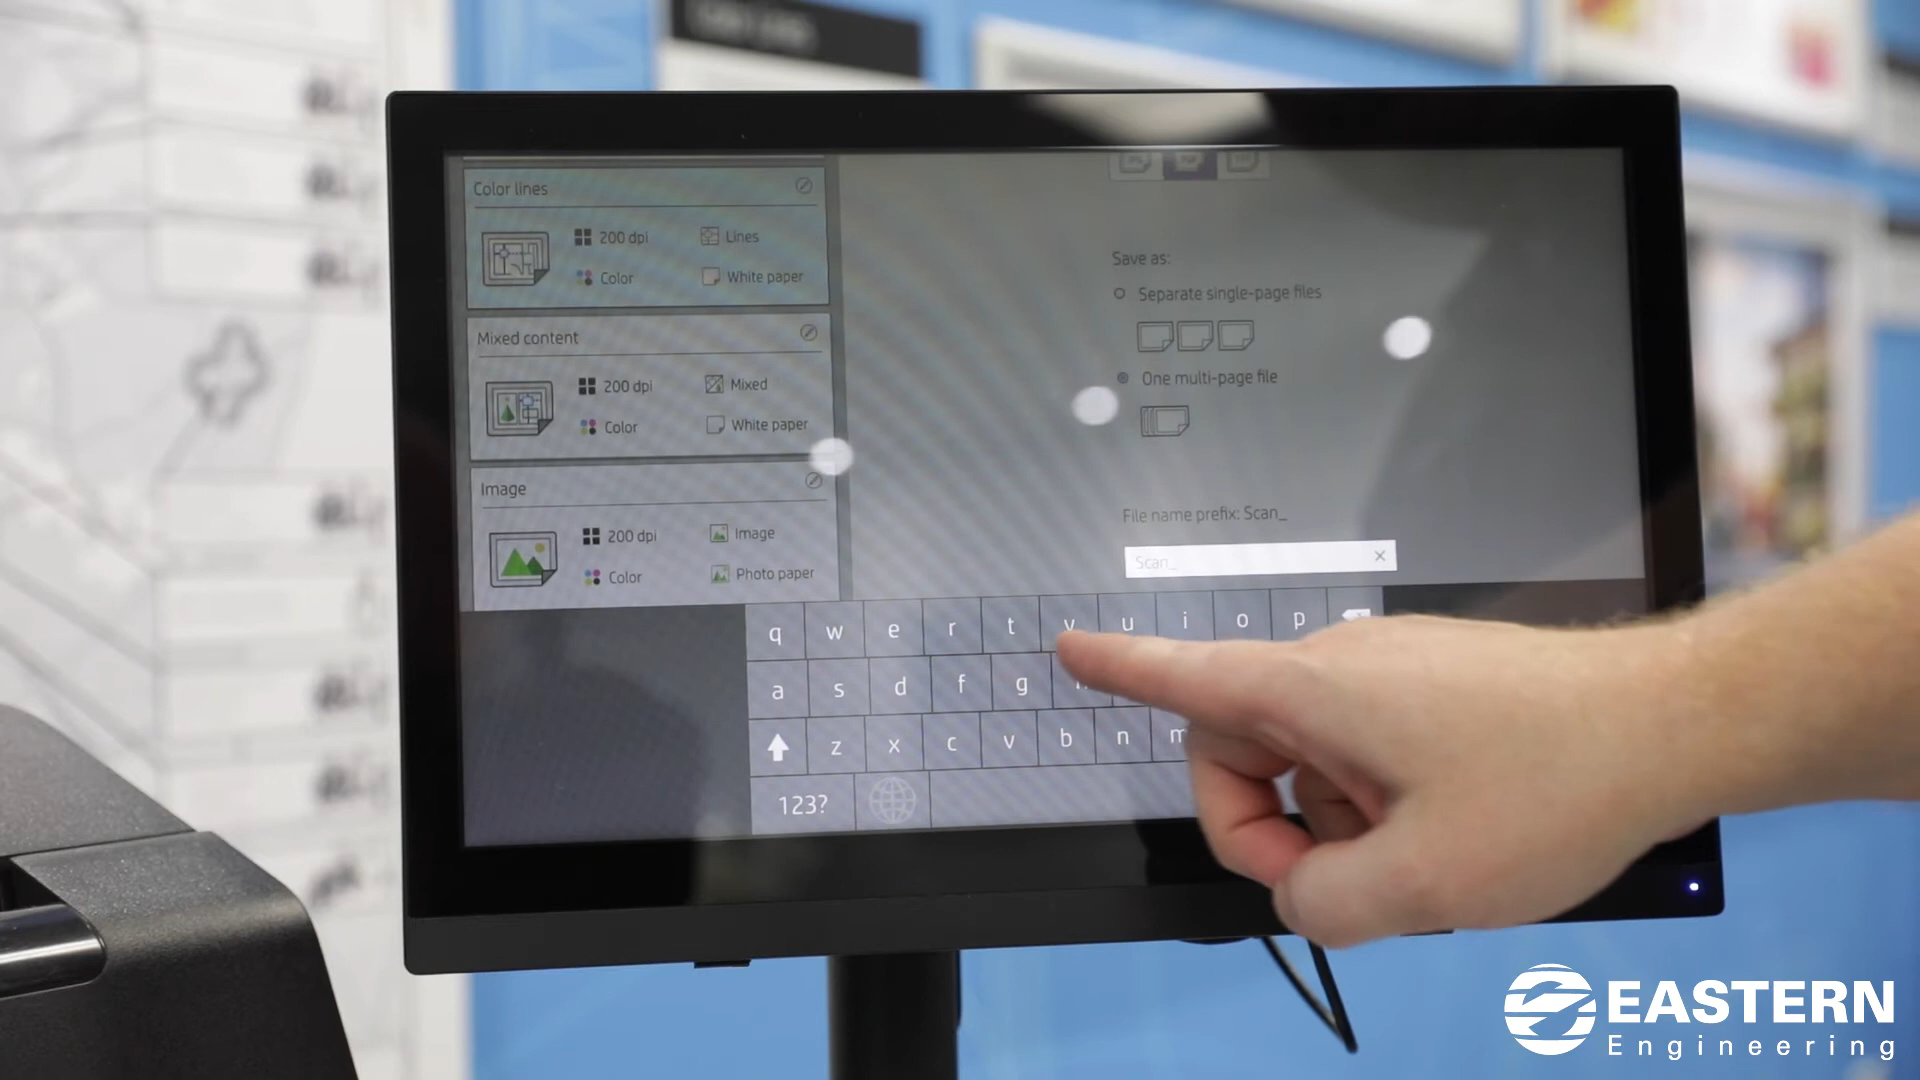 Color lines
200 dpi
Lines
Color
White paper
Mixed content
200 dpi
Mixed
Color
White paper
Image
200 dpi
Image
Color
Photo paper
PDF
Save as:
Separate single-page files
One multi-page file
File name prefix: Scan_
Scan_
q w e r t y u i o p
a s d f g
z x c v b n m
123?
EASTERN
Engineering